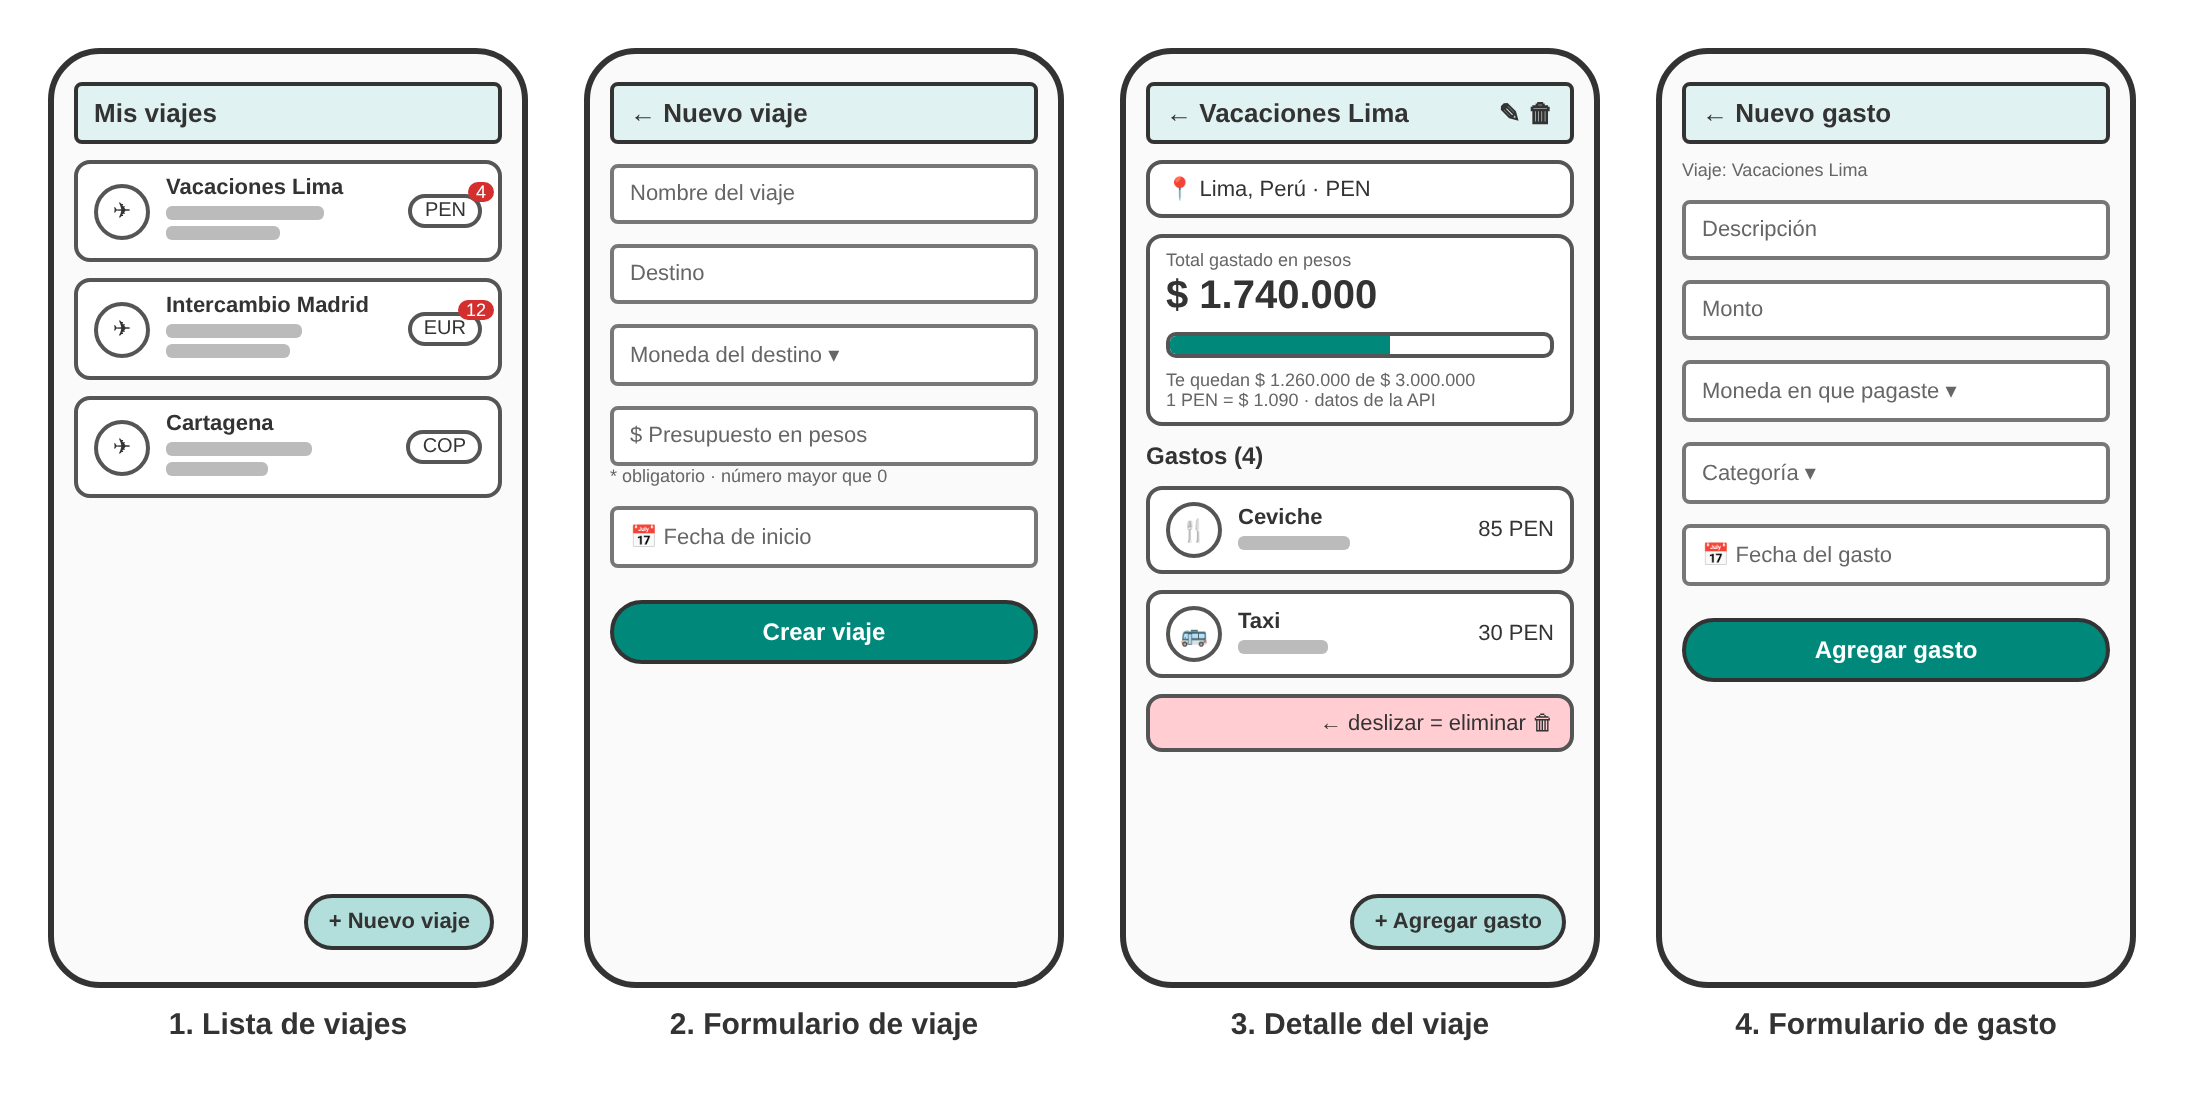 Mis viajes
Vacaciones Lima
4
PEN
Intercambio Madrid
12
EUR
Cartagena
COP
+ Nuevo viaje
1. Lista de viajes
← Nuevo viaje
Nombre del viaje
Destino
Moneda del destino ▾
$ Presupuesto en pesos
* obligatorio · número mayor que 0
📅 Fecha de inicio
Crear viaje
2. Formulario de viaje
← Vacaciones Lima ✎ 🗑
📍 Lima, Perú · PEN
Total gastado en pesos
$ 1.740.000
Te quedan $ 1.260.000 de $ 3.000.000
1 PEN = $ 1.090 · datos de la API
Gastos (4)
Ceviche
85 PEN
Taxi
30 PEN
← deslizar = eliminar 🗑
+ Agregar gasto
3. Detalle del viaje
← Nuevo gasto
Viaje: Vacaciones Lima
Descripción
Monto
Moneda en que pagaste ▾
Categoría ▾
📅 Fecha del gasto
Agregar gasto
4. Formulario de gasto